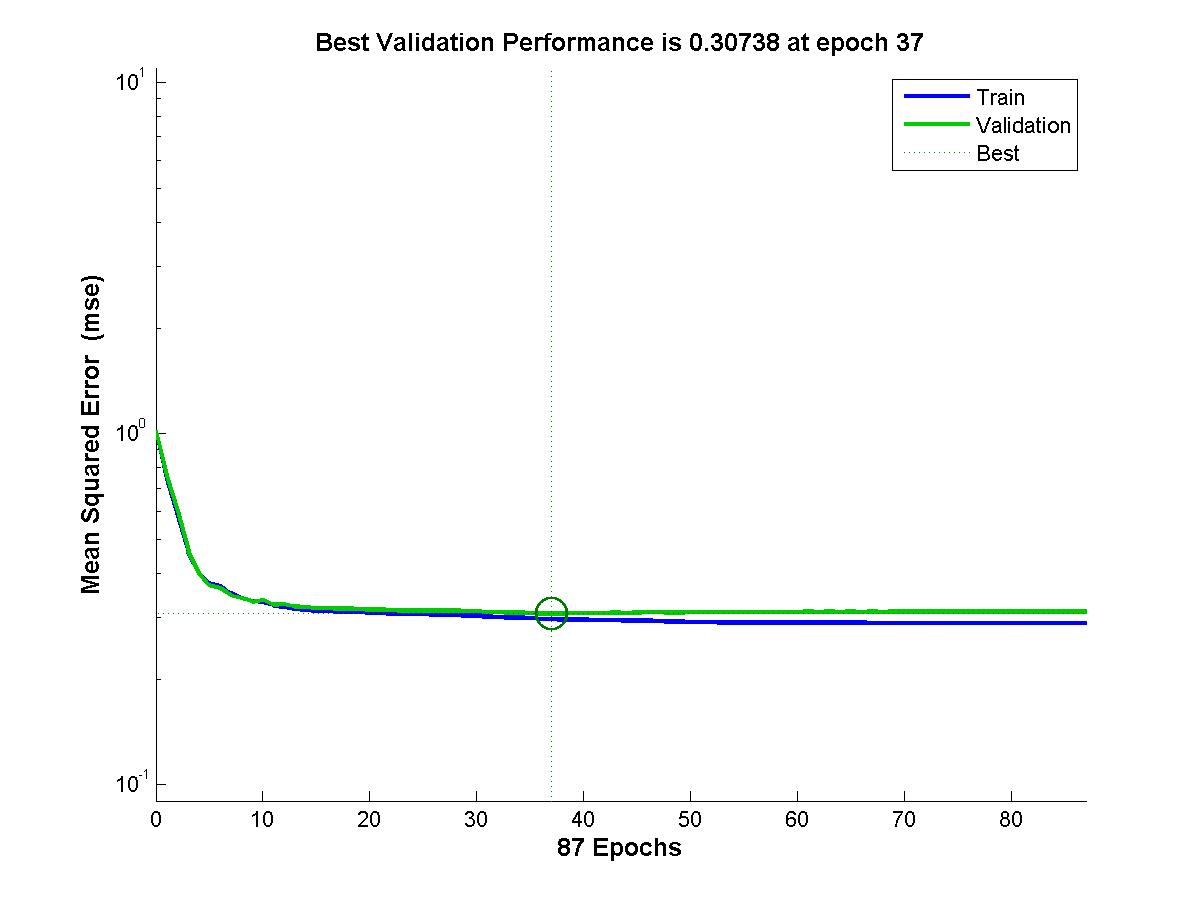 Best Validation Performance is 0.30738 at epoch 37
10^1
10^0
10^-1
Mean Squared Error (mse)
Train
Validation
Best
0 10 20 30 40 50 60 70 80
87 Epochs